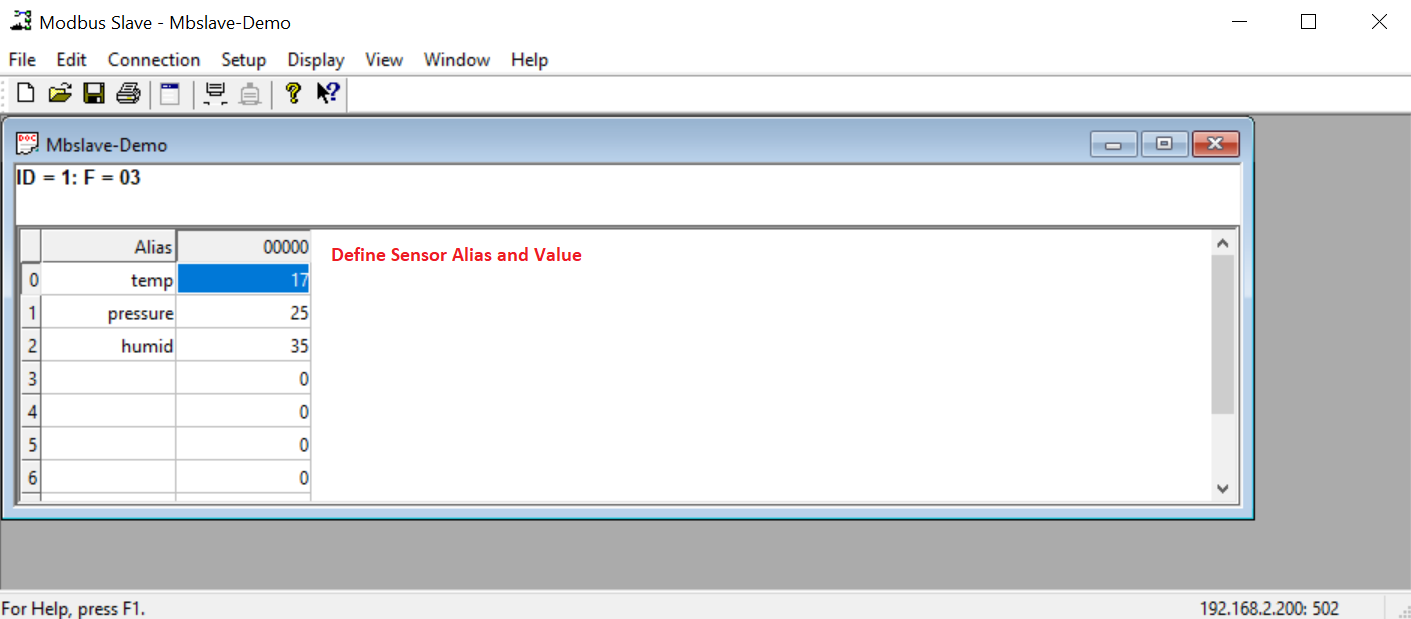 Modbus Slave - Mbslave-Demo
File Edit Connection Setup Display View Window Help
Mbslave-Demo
ID = 1: F = 03
Alias 00000
Define Sensor Alias and Value
0 temp 17
1 pressure 25
2 humid 35
3 0
4 0
5 0
6 0
For Help, press F1. 192.168.2.200: 502